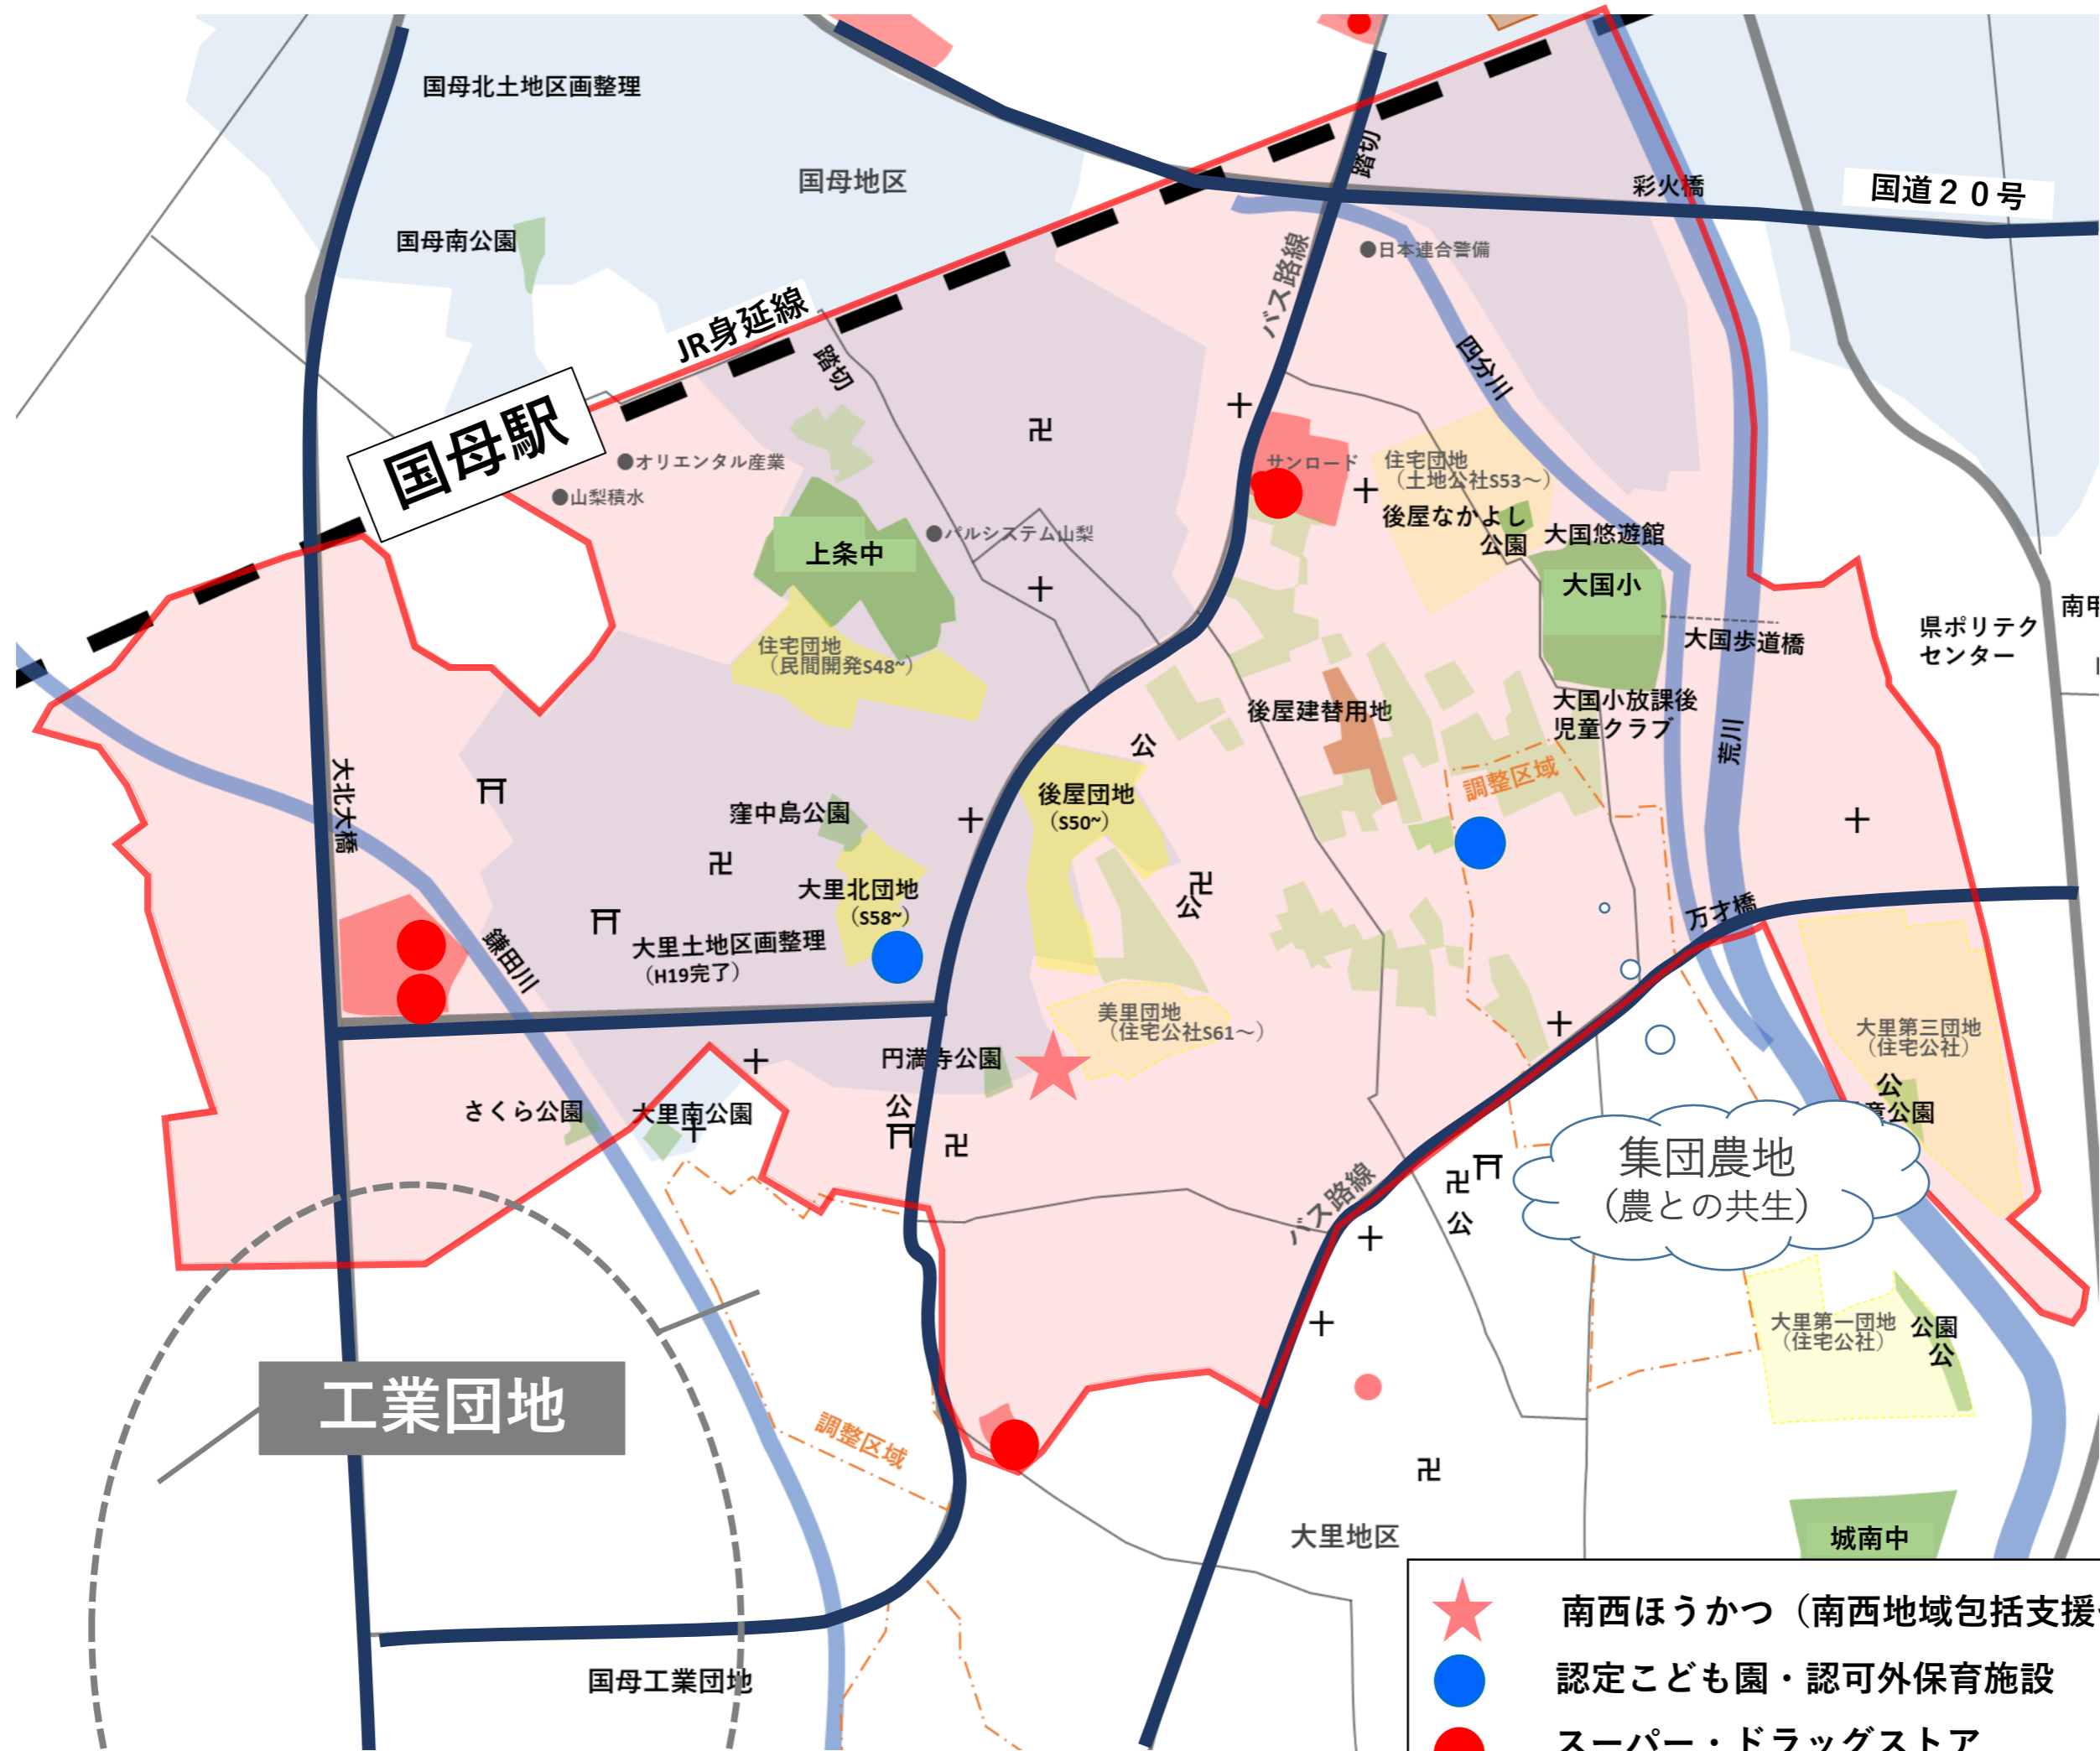 国母北土地区画整理
国母地区
国母南公園
JR身延線
踏切
踏切
彩火橋
国道２０号
バス路線
●日本連合警備
四分川
国母駅
●オリエンタル産業
●山梨積水
●パルシステム山梨
上条中
サンロード
住宅団地
（土地公社S53～）
後屋なかよし
公園
大国悠遊館
大国小
大国歩道橋
県ポリテク
センター
住宅団地
（民間開発S48~）
後屋建替用地
大国小放課後
児童クラブ
荒川
公
調整区域
大北大橋
窪中島公園
後屋団地
（S50~）
大里北団地
（S58~）
公
万才橋
大里土地区画整理
（H19完了）
鎌田川
美里団地
（住宅公社S61～）
大里第三団地
（住宅公社）
円満寺公園
さくら公園
大里南公園
公
公
童公園
集団農地
（農との共生）
バス路線
公
大里第一団地
（住宅公社）
公園
公
工業団地
調整区域
大里地区
城南中
国母工業団地
南西ほうかつ（南西地域包括支援
認定こども園・認可外保育施設
スーパー・ドラッグストア